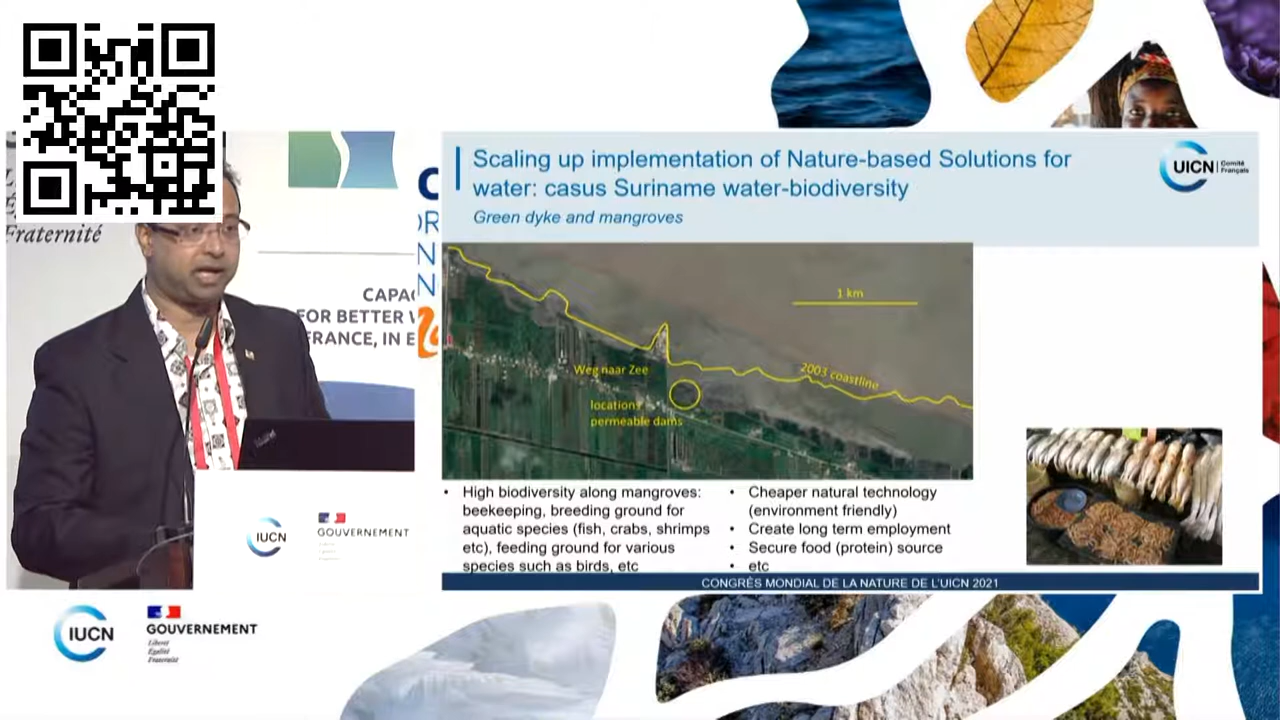 Fraternité
CAPAC
FOR BETTER
FRANCE, IN E
IUCN
GOUVERNEMENT
Scaling up implementation of Nature-based Solutions for
water: casus Suriname water-biodiversity
Green dyke and mangroves
UICN Comité
Français
1 km
Weg naar Zee
2003 coastline
locations
permeable dams
• High biodiversity along mangroves:
beekeeping, breeding ground for
aquatic species (fish, crabs, shrimps
etc), feeding ground for various
species such as birds, etc
• Cheaper natural technology
(environment friendly)
• Create long term employment
• Secure food (protein) source
• etc
CONGRÈS MONDIAL DE LA NATURE DE L'UICN 2021
IUCN
GOUVERNEMENT
Liberté
Égalité
Fraternité